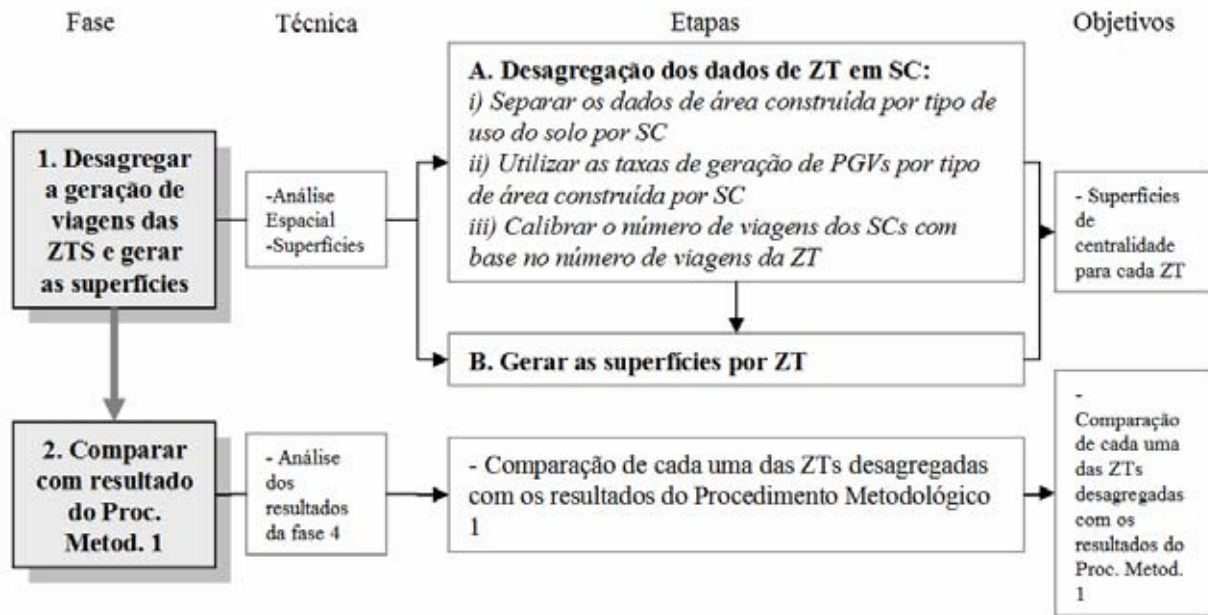 Fase
Técnica
Etapas
Objetivos
1. Desagregar
a geração de
viagens das
ZTS e gerar
as superfícies
-Análise
Espacial
-Superfícies
A. Desagregação dos dados de ZT em SC:
i) Separar os dados de área construída por tipo de
uso do solo por SC
ii) Utilizar as taxas de geração de PGVs por tipo
de área construída por SC
iii) Calibrar o número de viagens dos SCs com
base no número de viagens da ZT
B. Gerar as superfícies por ZT
- Superfícies
de
centralidade
para cada ZT
2. Comparar
com resultado
do Proc.
Metod. 1
- Análise
dos
resultados
da fase 4
- Comparação de cada uma das ZTs desagregadas
com os resultados do Procedimento Metodológico
1
-
Comparação
de cada uma
das ZTs
desagregadas
com os
resultados do
Proc. Metod.
1